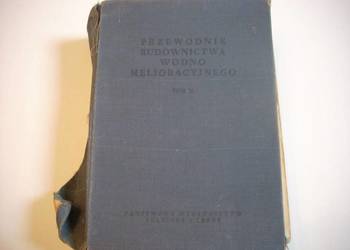 PRZEWODNIK
BUDOWNICTWA
WODNO
MELIORACYJNEGO
TOM
PAŃSTWOWE WYDAWNICTWO
ROLNICZE I LEŚNE